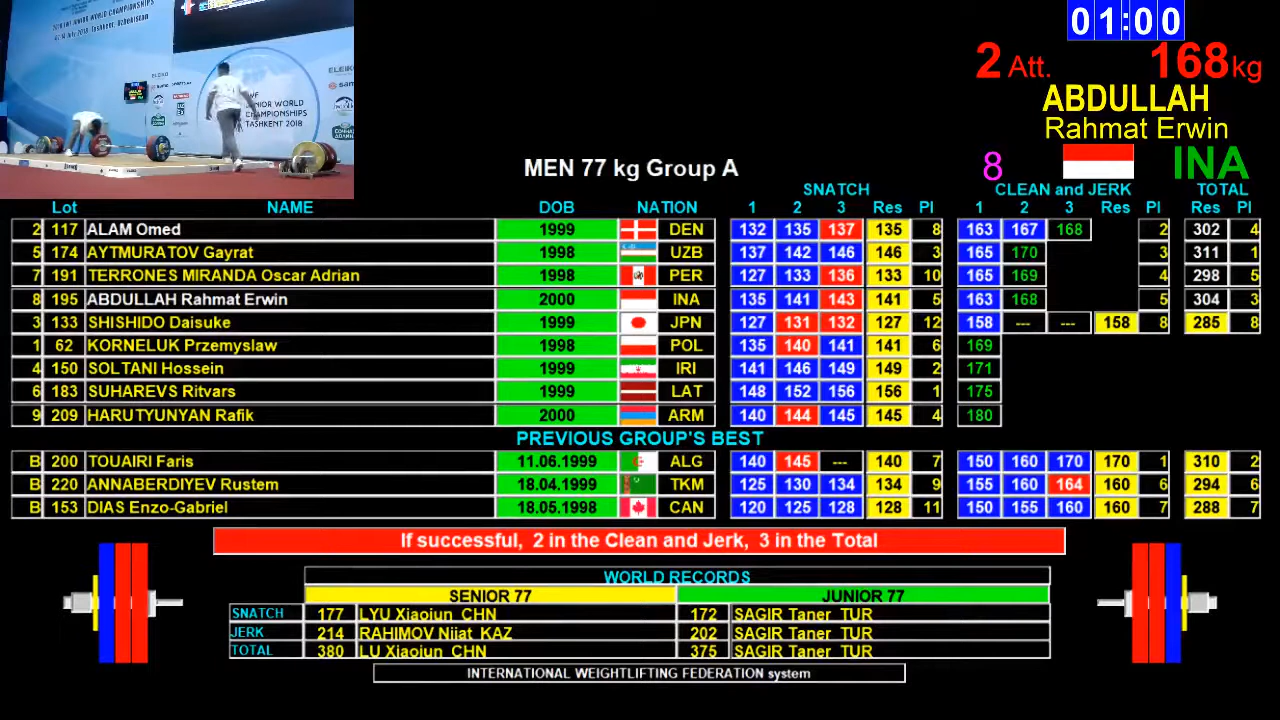 2018 IWF JUNIOR WORLD CHAMPIONSHIPS
Tashkent, Uzbekistan
ELEIKO
ELEIKO
JUNIOR WORLD
CHAMPIONSHIPS
TASHKENT 2018
01:00
2 Att. 168kg
ABDULLAH
Rahmat Erwin
8 INA
MEN 77 kg Group A
SNATCH CLEAN and JERK TOTAL
Lot NAME DOB NATION 1 2 3 Res Pl 1 2 3 Res Pl Res Pl
2 117 ALAM Omed 1999 DEN 132 135 137 135 8 163 167 168 2 302 4
5 174 AYTMURATOV Gayrat 1998 UZB 137 142 146 146 3 165 170 3 311 1
7 191 TERRONES MIRANDA Oscar Adrian 1998 PER 127 133 136 133 10 165 169 4 298 5
8 195 ABDULLAH Rahmat Erwin 2000 INA 135 141 143 141 5 163 168 5 304 3
3 133 SHISHIDO Daisuke 1999 JPN 127 131 132 127 12 158 --- --- 158 8 285 8
1 62 KORNELUK Przemyslaw 1998 POL 135 140 141 141 6 169
4 150 SOLTANI Hossein 1999 IRI 141 146 149 149 2 171
6 183 SUHAREVS Ritvars 1999 LAT 148 152 156 156 1 175
9 209 HARUTYUNYAN Rafik 2000 ARM 140 144 145 145 4 180
PREVIOUS GROUP'S BEST
B 200 TOUAIRI Faris 11.06.1999 ALG 140 145 --- 140 7 150 160 170 170 1 310 2
B 220 ANNABERDIYEV Rustem 18.04.1999 TKM 125 130 134 134 9 155 160 164 160 6 294 6
B 153 DIAS Enzo-Gabriel 18.05.1998 CAN 120 125 128 128 11 150 155 160 160 7 288 7
If successful, 2 in the Clean and Jerk, 3 in the Total
WORLD RECORDS
SENIOR 77 JUNIOR 77
SNATCH 177 LYU Xiaojun CHN 172 SAGIR Taner TUR
JERK 214 RAHIMOV Nijat KAZ 202 SAGIR Taner TUR
TOTAL 380 LU Xiaojun CHN 375 SAGIR Taner TUR
INTERNATIONAL WEIGHTLIFTING FEDERATION system